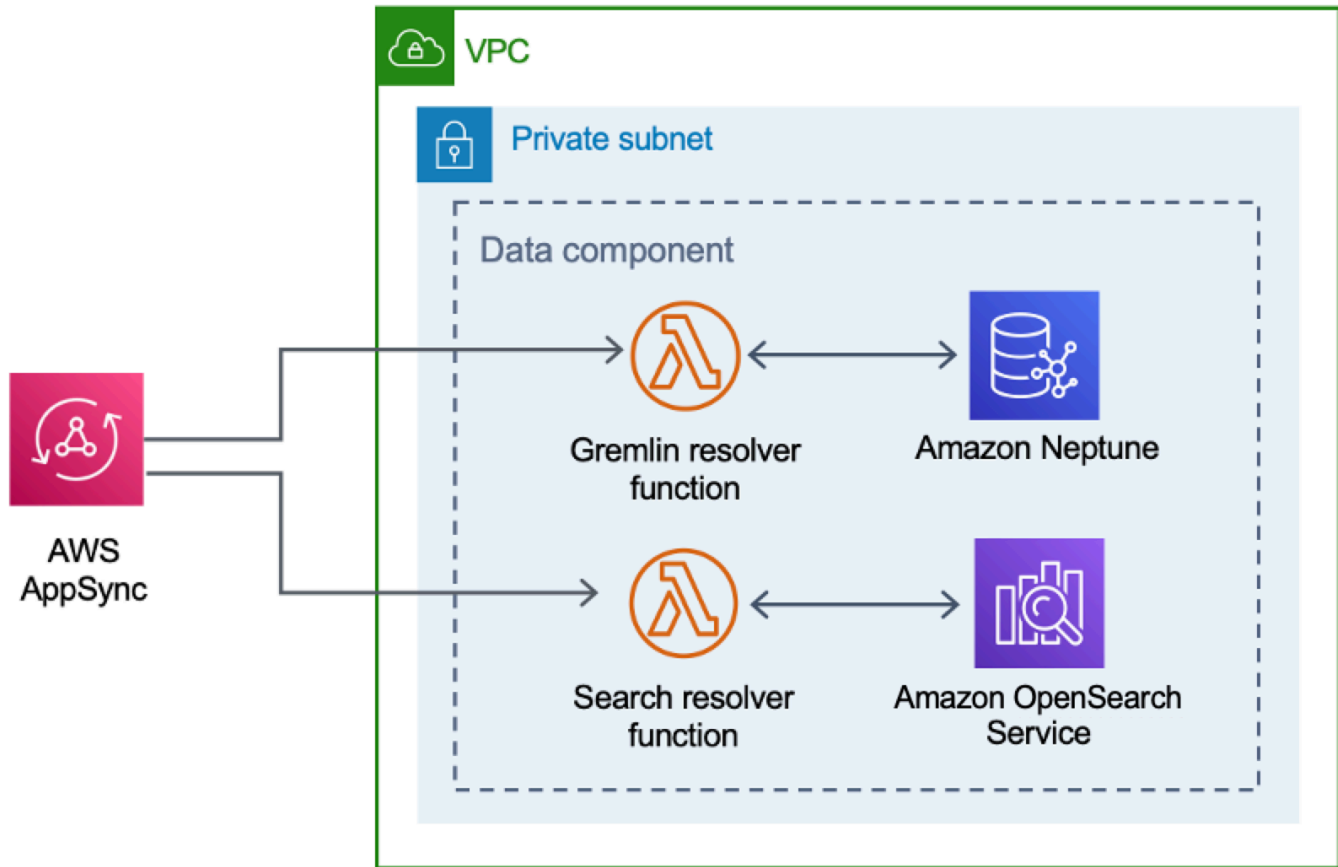 VPC
Private subnet
Data component
Gremlin resolver
function
Amazon Neptune
AWS
AppSync
Search resolver
function
Amazon OpenSearch
Service